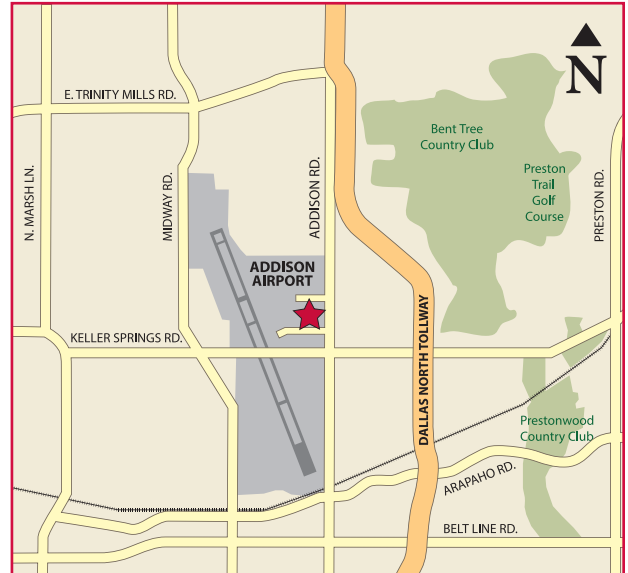 N
E. TRINITY MILLS RD.
Bent Tree
Country Club
Preston
Trail
Golf
Course
N. MARSH LN.
MIDWAY RD.
ADDISON RD.
PRESTON RD.
ADDISON
AIRPORT
KELLER SPRINGS RD.
DALLAS NORTH TOLLWAY
Prestonwood
Country Club
ARAPAHO RD.
BELT LINE RD.